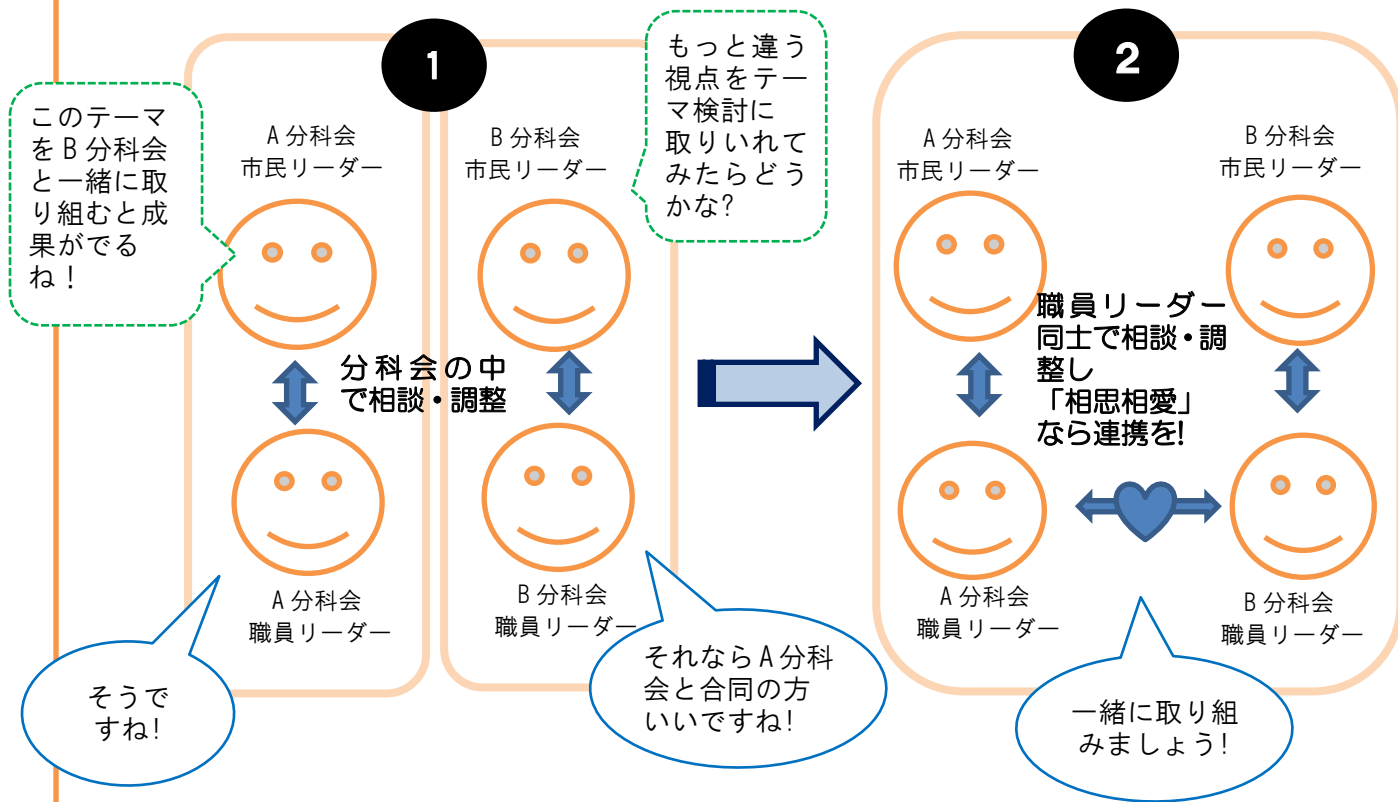 1
このテーマ
をB分科会
と一緒に取
り組むと成
果がでる
ね！
A分科会
市民リーダー
B分科会
市民リーダー
もっと違う
視点をテー
マ検討に
取りいれて
みたらどう
かな?
分科会の中
で相談・調整
A分科会
職員リーダー
B分科会
職員リーダー
そうで
すね!
それならA分科
会と合同の方
いいですね!
2
A分科会
市民リーダー
B分科会
市民リーダー
職員リーダー
同士で相談・調
整し
「相思相愛」
なら連携を!
A分科会
職員リーダー
B分科会
職員リーダー
一緒に取り組
みましょう!